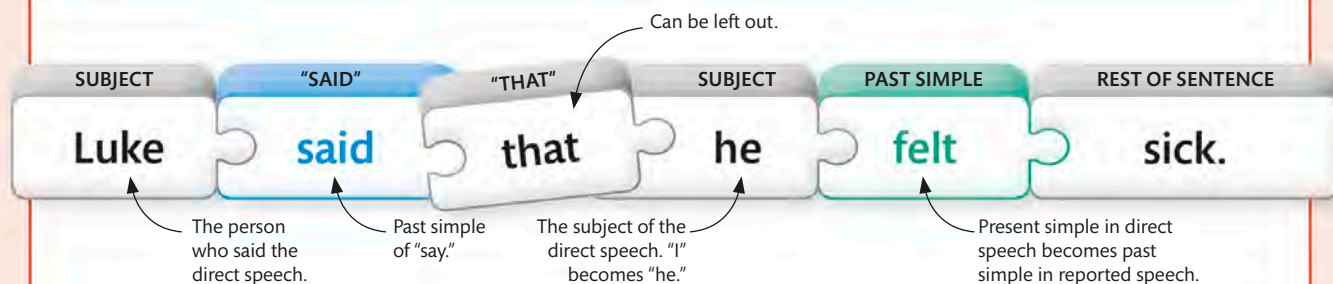 Can be left out.
SUBJECT "SAID" "THAT" SUBJECT PAST SIMPLE REST OF SENTENCE
Luke said that he felt sick.
The person
who said the
direct speech.
Past simple
of "say."
The subject of the
direct speech. "I"
becomes "he."
Present simple in direct
speech becomes past
simple in reported speech.